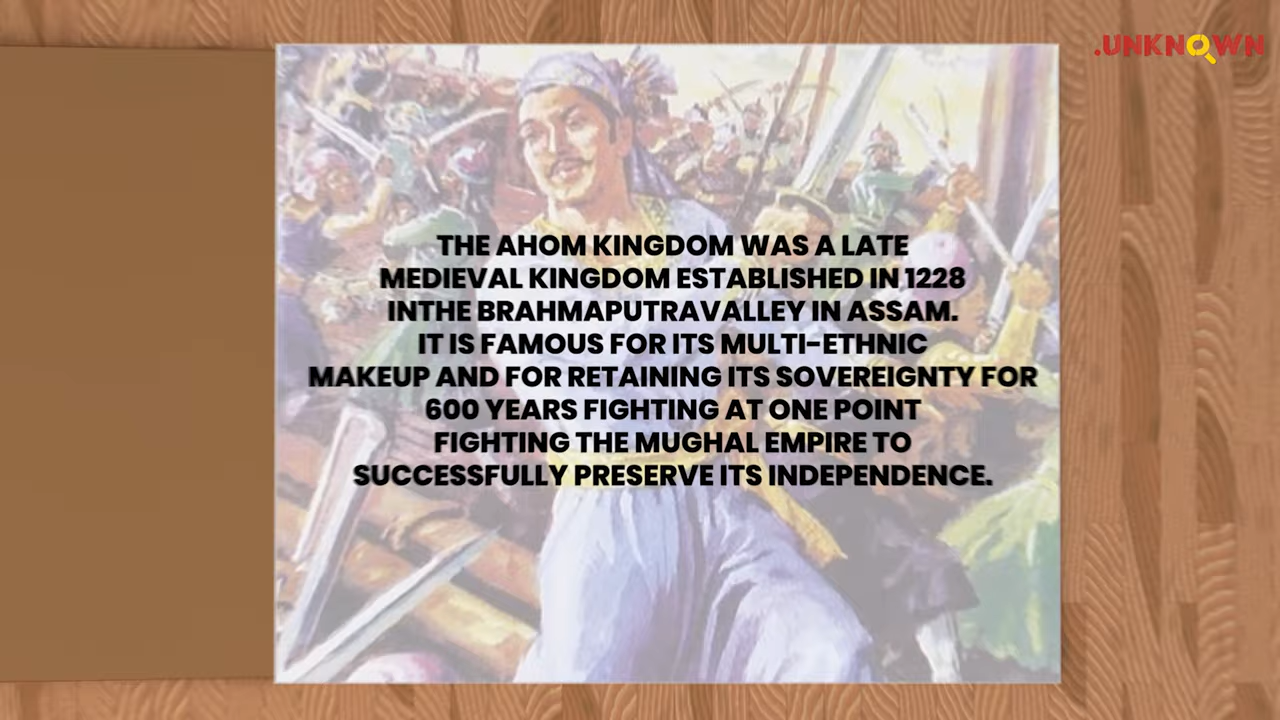 .UNKNOWN
THE AHOM KINGDOM WAS A LATE
MEDIEVAL KINGDOM ESTABLISHED IN 1228
INTHE BRAHMAPUTRAVALLEY IN ASSAM.
IT IS FAMOUS FOR ITS MULTI-ETHNIC
MAKEUP AND FOR RETAINING ITS SOVEREIGNTY FOR
600 YEARS FIGHTING AT ONE POINT
FIGHTING THE MUGHAL EMPIRE TO
SUCCESSFULLY PRESERVE ITS INDEPENDENCE.